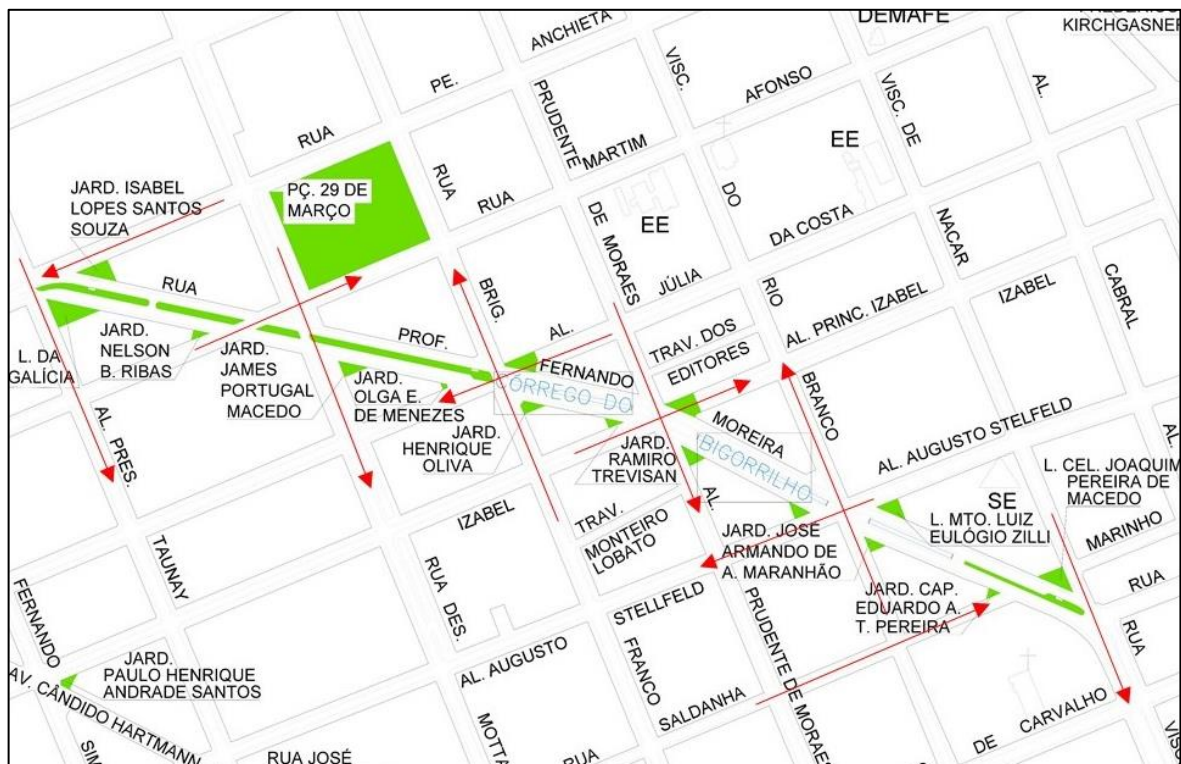 DEMAFE
FREDERICO
KIRCHGASNER
ANCHIETA
PE.
RUA
VISC.
AFONSO
VISC. DE
AL.
PRUDENTE
MARTIM
RUA
EE
EE
JARD. ISABEL
LOPES SANTOS
SOUZA
PÇ. 29 DE
MARÇO
RUA
DE MORAES
DO
DA COSTA
NACAR
JÚLIA
RUA
BRIG.
RIO
AL. PRINC. IZABEL
IZABEL
CABRAL
PROF.
AL.
TRAV. DOS
EDITORES
L. DA
GALÍCIA
JARD.
NELSON
B. RIBAS
JARD.
JAMES
PORTUGAL
MACEDO
JARD.
OLGA E.
DE MENEZES
FERNANDO
CÓRREGO DO
BRANCO
MOREIRA
BIGORRILHO
AL. AUGUSTO STELFELD
AL.
AL. PRES.
JARD.
HENRIQUE
OLIVA
JARD.
RAMIRO
TREVISAN
L. CEL. JOAQUIM
PEREIRA DE
MACEDO
SE
L. MTO. LUIZ
EULÓGIO ZILLI
IZABEL
TRAV.
MONTEIRO
LOBATO
AL.
JARD. JOSÉ
ARMANDO DE
A. MARANHÃO
MARINHO
RUA
TAUNAY
RUA DES.
STELLFELD
PRUDENTE DE MORAES
JARD. CAP.
EDUARDO A.
T. PEREIRA
RUA
FERNANDO
JARD.
PAULO HENRIQUE
ANDRADE SANTOS
AL. AUGUSTO
FRANCO
SALDANHA
AV. CÂNDIDO HARTMANN
MOTTA
DE CARVALHO
RUA JOSÉ
RUA